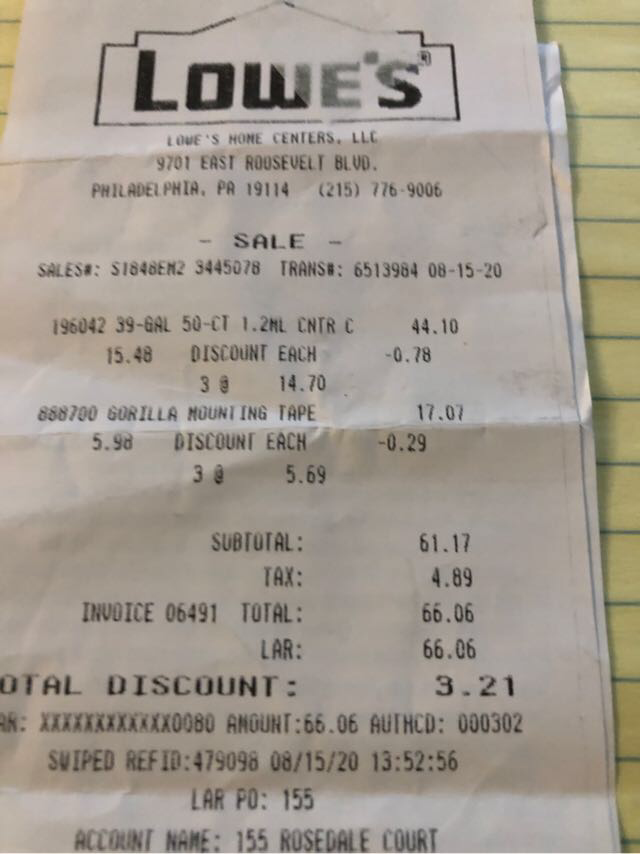 LOWE'S®
LOWE'S HOME CENTERS, LLC
9701 EAST ROOSEVELT BLVD.
PHILADELPHIA, PA 19114 (215) 776-9006
- SALE -
SALES#: S1848EM2 3445078 TRANS#: 6513984 08-15-20
196042 39-GAL 50-CT 1.2ML CNTR C 44.10
15.48 DISCOUNT EACH -0.78
3 @ 14.70
888700 GORILLA MOUNTING TAPE 17.07
5.98 DISCOUNT EACH -0.29
3 @ 5.69
SUBTOTAL: 61.17
TAX: 4.89
INVOICE 06491 TOTAL: 66.06
LAR: 66.06
OTAL DISCOUNT: 3.21
AR: XXXXXXXXXXXX0080 AMOUNT:66.06 AUTHCD: 000302
SWIPED REFID:479098 08/15/20 13:52:56
LAR PO: 155
ACCOUNT NAME: 155 ROSEDALE COURT